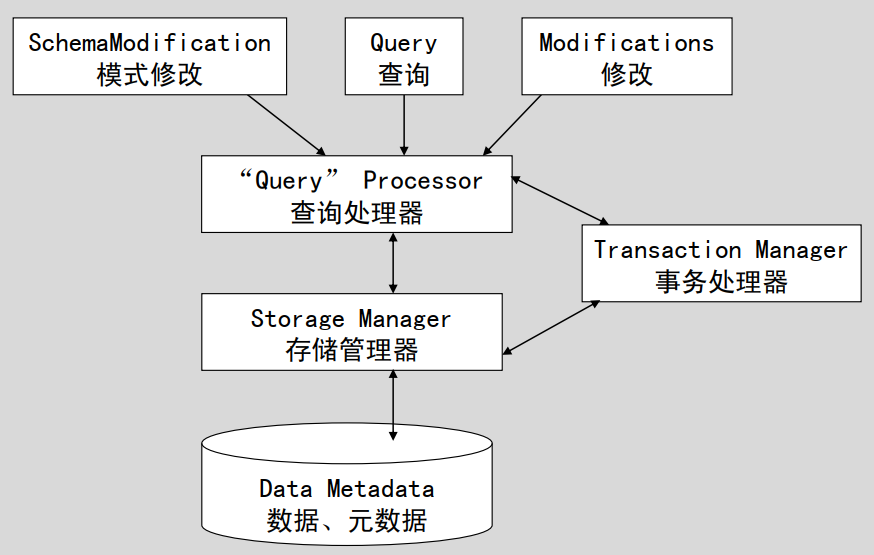 SchemaModification
模式修改
Query
查询
Modifications
修改
“Query” Processor
查询处理器
Transaction Manager
事务处理器
Storage Manager
存储管理器
Data Metadata
数据、元数据